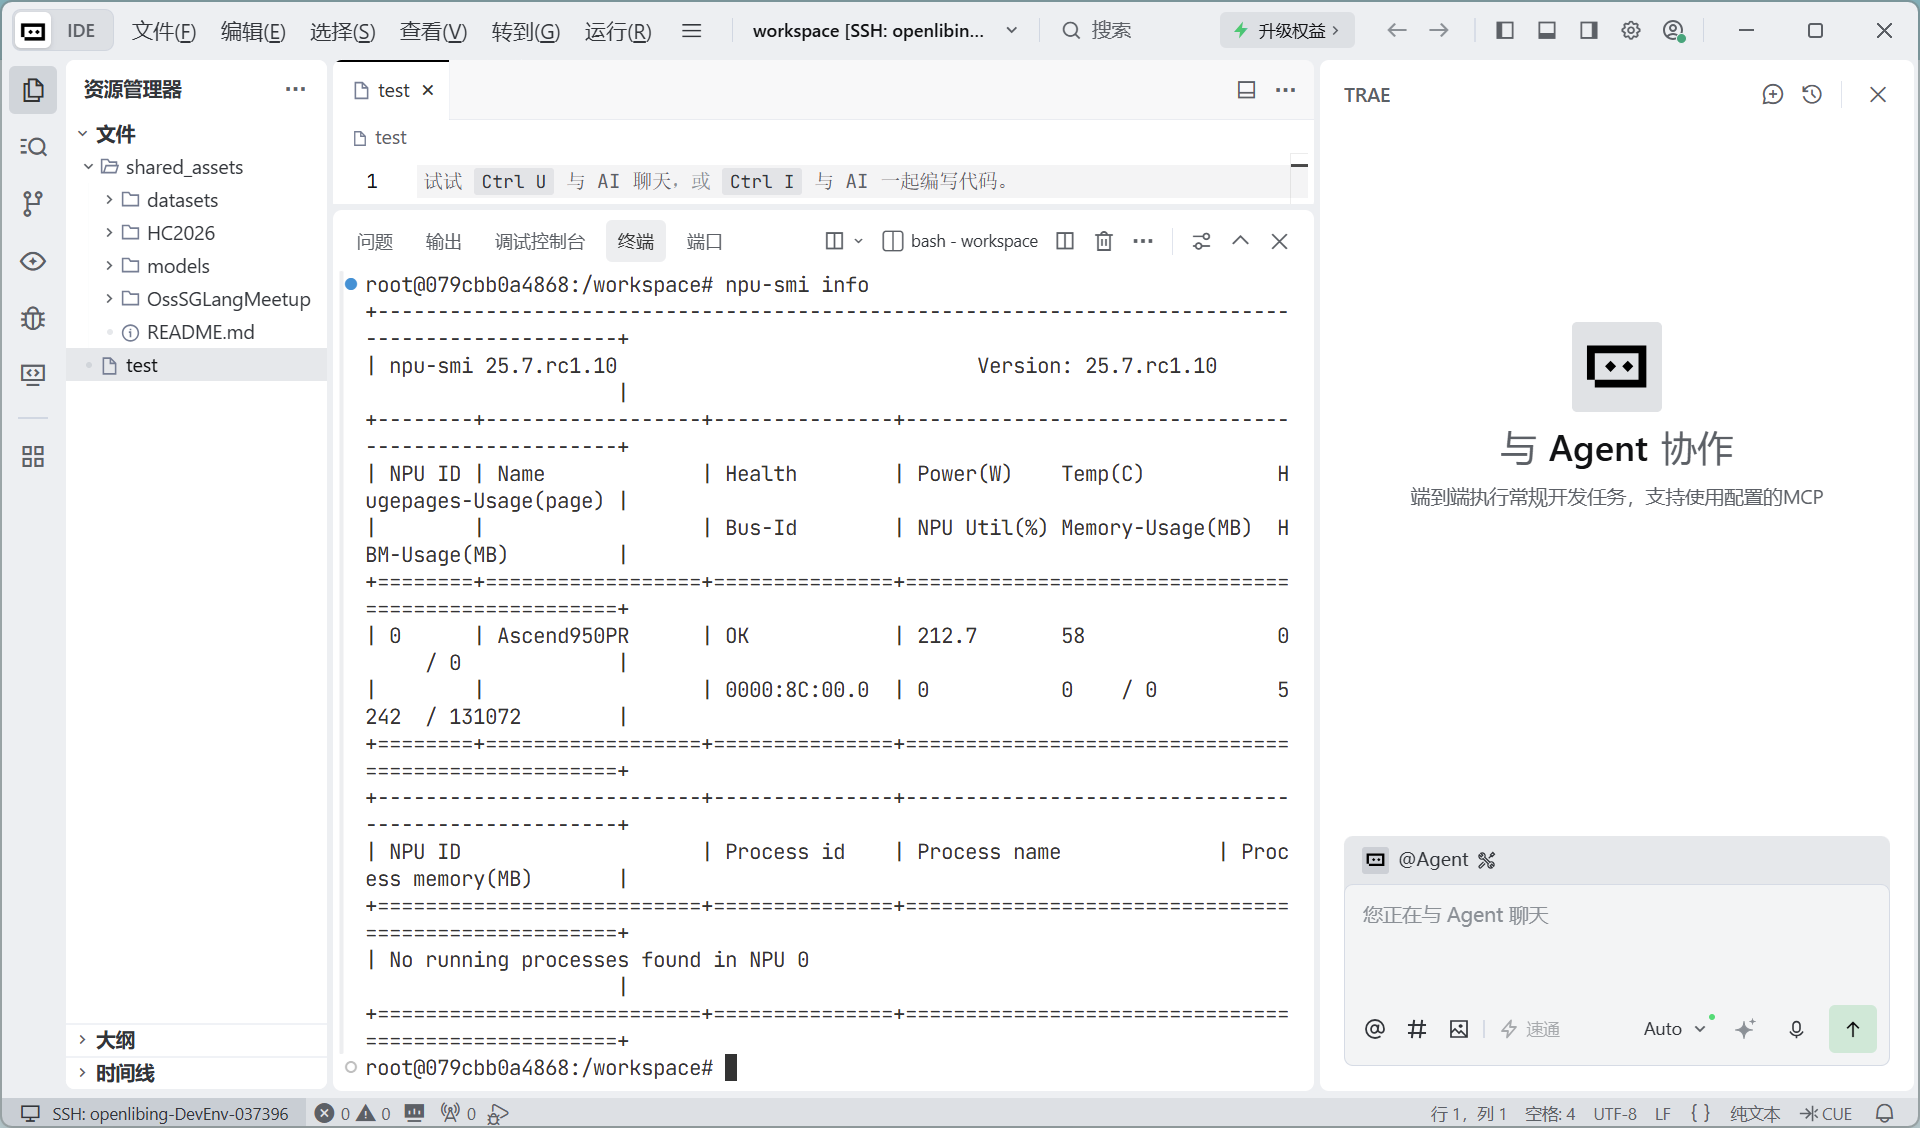 IDE 文件(F) 编辑(E) 选择(S) 查看(V) 转到(G) 运行(R) workspace [SSH: openlibin... 搜索 升级权益
资源管理器
文件
shared_assets
datasets
HC2026
models
OssSGLangMeetup
README.md
test
大纲
时间线
test
test
1 试试 Ctrl U 与 AI 聊天，或 Ctrl I 与 AI 一起编写代码。
问题 输出 调试控制台 终端 端口 bash - workspace
root@079cbb0a4868:/workspace# npu-smi info
+----------------------------------------------------------------------------
---------------------+
| npu-smi 25.7.rc1.10                              Version: 25.7.rc1.10
                     |
+--------+------------------+---------------+--------------------------------
---------------------+
| NPU ID | Name             | Health        | Power(W)    Temp(C)           H
ugepages-Usage(page) |
|        |                  | Bus-Id        | NPU Util(%) Memory-Usage(MB)  H
BM-Usage(MB)         |
+========+==================+===============+================================
=====================+
| 0      | Ascend950PR      | OK            | 212.7       58                0
     / 0             |
|        |                  | 0000:8C:00.0  | 0           0    / 0          5
242  / 131072        |
+========+==================+===============+================================
=====================+
+---------------------------+---------------+--------------------------------
---------------------+
| NPU ID                    | Process id    | Process name             | Proc
ess memory(MB)       |
+===========================+===============+================================
=====================+
| No running processes found in NPU 0
                     |
+===========================+===============+================================
=====================+
root@079cbb0a4868:/workspace#
TRAE
与 Agent 协作
端到端执行常规开发任务，支持使用配置的MCP
@Agent
您正在与 Agent 聊天
速通 Auto
SSH: openlibing-DevEnv-037396 0 0 0 行 1，列 1 空格: 4 UTF-8 LF { } 纯文本 CUE